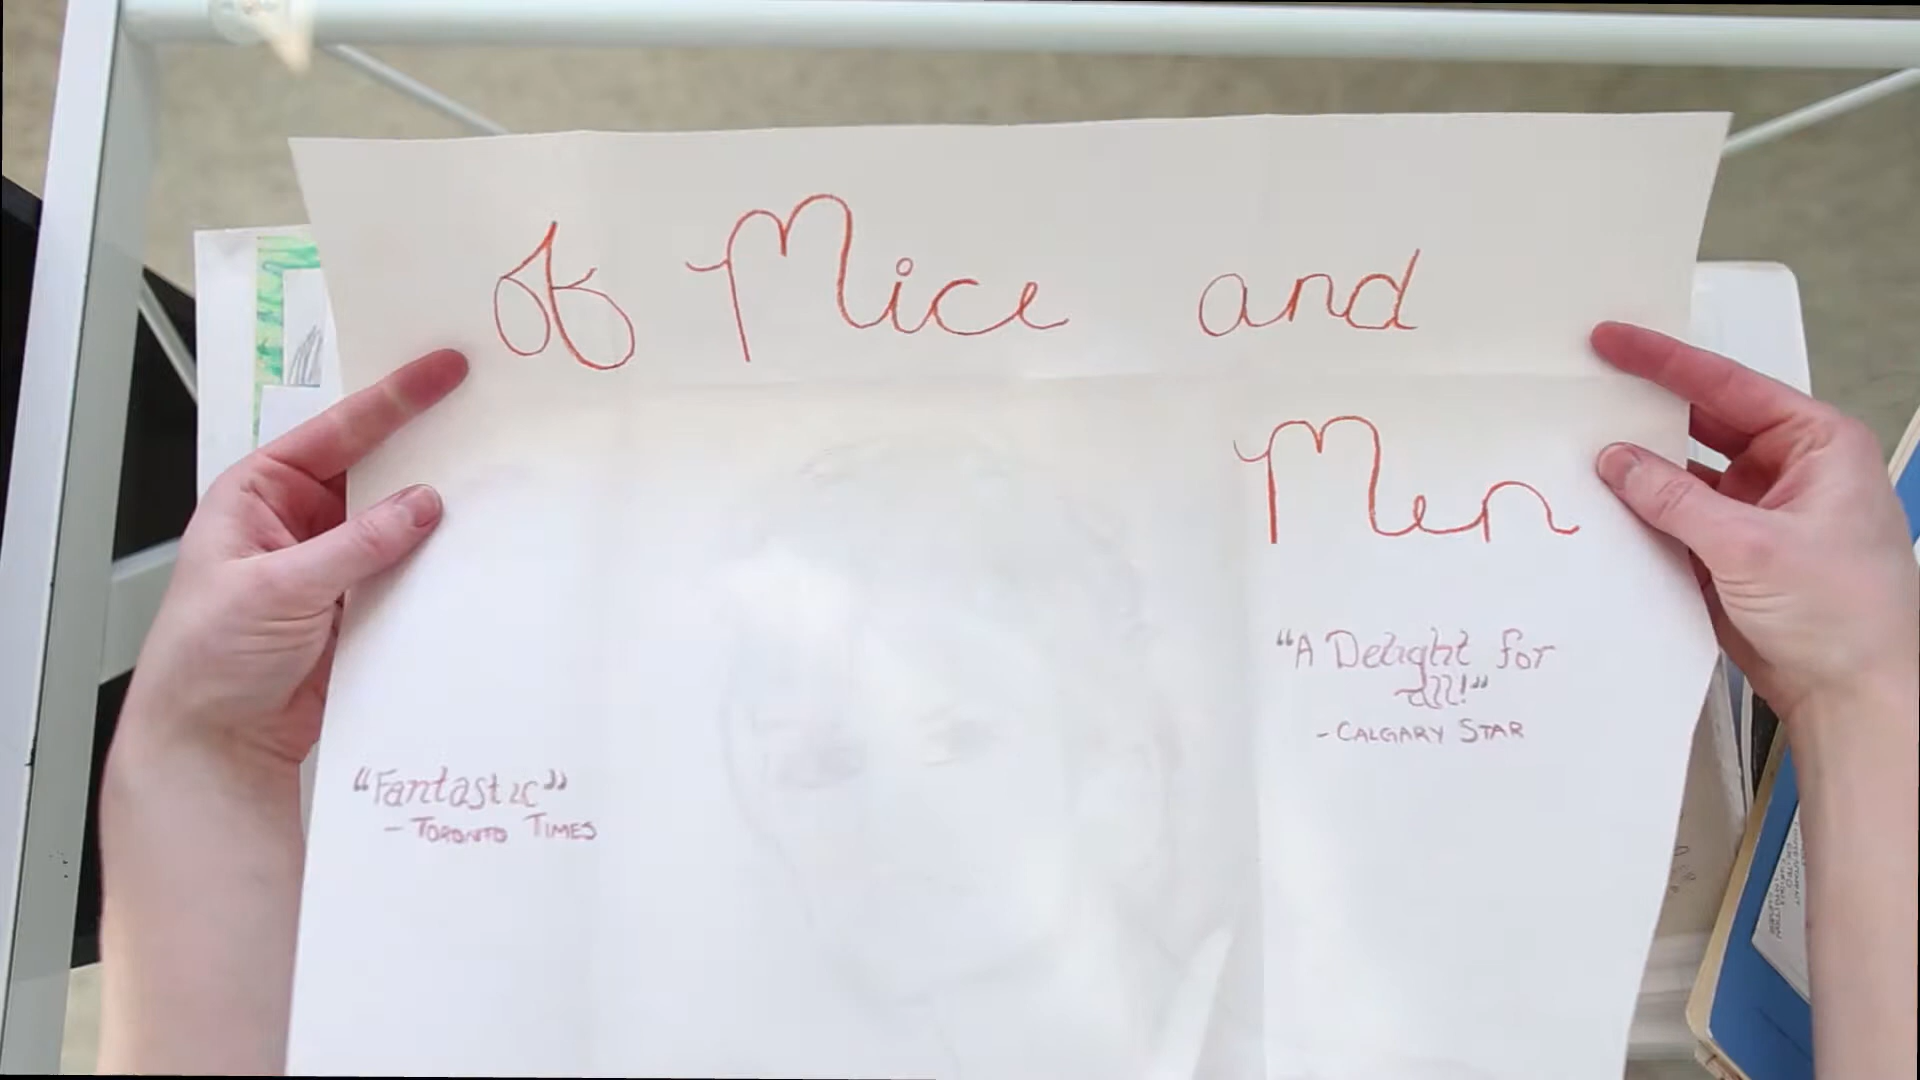 of Mice and
Men
“A Delight for
all!”
- CALGARY STAR
“Fantastic”
- TORONTO TIMES